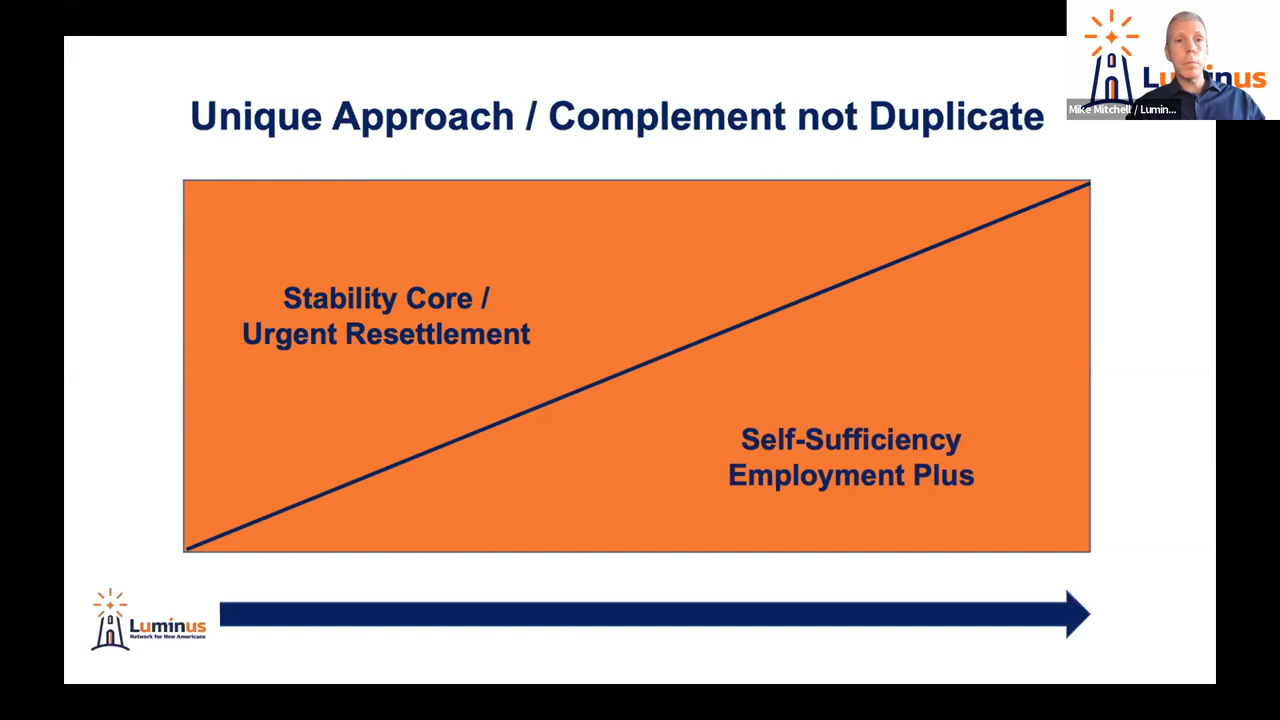 Unique Approach / Complement not Duplicate
Luminus
Mike Mitchell / Lumin...
Stability Core /
Urgent Resettlement
Self-Sufficiency
Employment Plus
Luminus
Network for New Americans